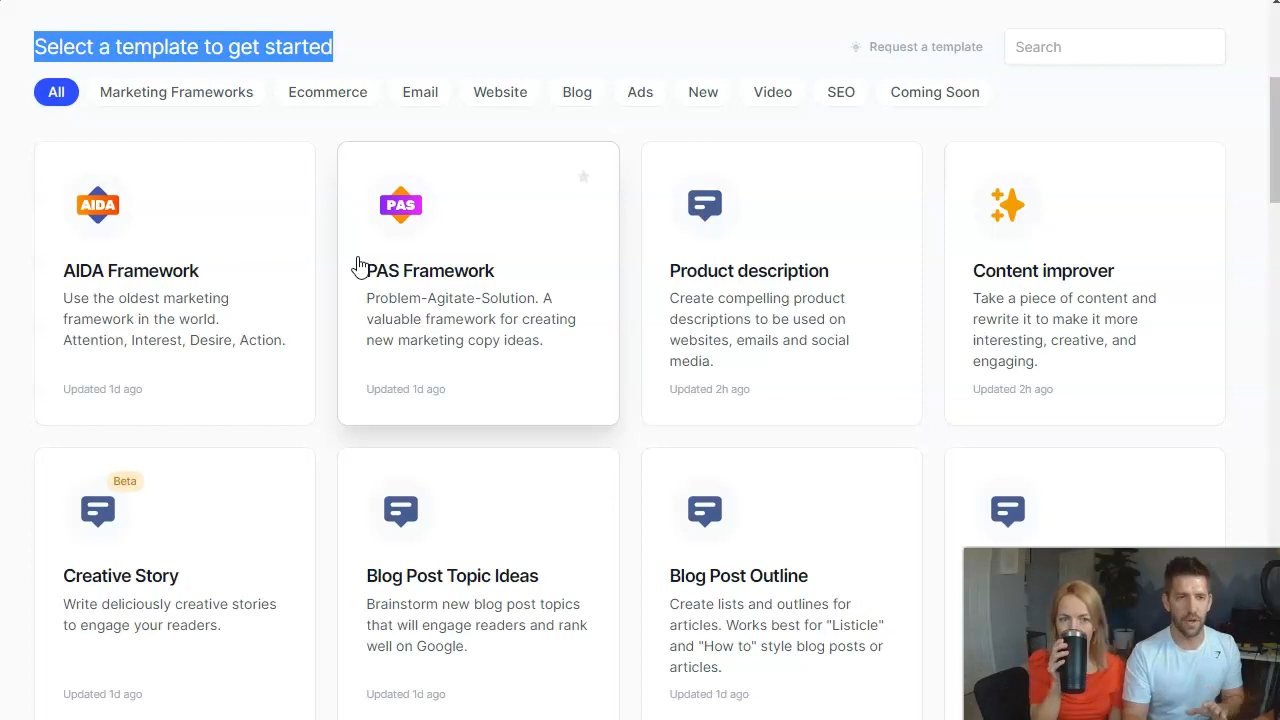 Select a template to get started
Request a template
Search
All
Marketing Frameworks
Ecommerce
Email
Website
Blog
Ads
New
Video
SEO
Coming Soon
AIDA
AIDA Framework
Use the oldest marketing
framework in the world.
Attention, Interest, Desire, Action.
Updated 1d ago
PAS
PAS Framework
Problem-Agitate-Solution. A
valuable framework for creating
new marketing copy ideas.
Updated 1d ago
Product description
Create compelling product
descriptions to be used on
websites, emails and social
media.
Updated 2h ago
Content improver
Take a piece of content and
rewrite it to make it more
interesting, creative, and
engaging.
Updated 2h ago
Beta
Creative Story
Write deliciously creative stories
to engage your readers.
Updated 1d ago
Blog Post Topic Ideas
Brainstorm new blog post topics
that will engage readers and rank
well on Google.
Updated 1d ago
Blog Post Outline
Create lists and outlines for
articles. Works best for "Listicle"
and "How to" style blog posts or
articles.
Updated 1d ago